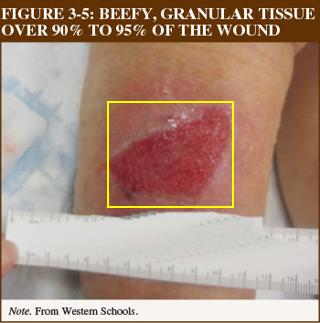 FIGURE 3-5: BEEFY, GRANULAR TISSUE
OVER 90% TO 95% OF THE WOUND
Note. From Western Schools.